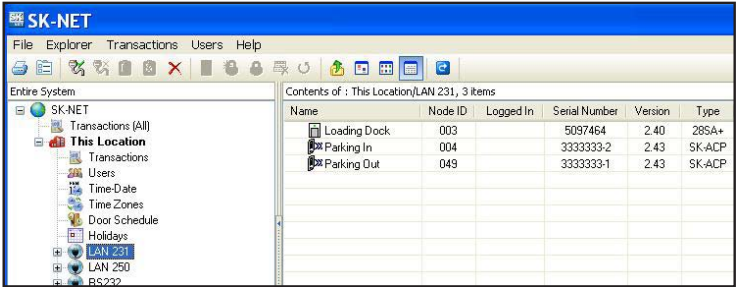 SK-NET
File Explorer Transactions Users Help
Entire System
Contents of : This Location/LAN 231, 3 items
SK-NET
Transactions (All)
This Location
Transactions
Users
Time-Date
Time Zones
Door Schedule
Holidays
LAN 231
LAN 250
BS232
Name Node ID Logged In Serial Number Version Type
Loading Dock 003 5097464 2.40 28SA+
Parking In 004 3333333-2 2.43 SK-ACP
Parking Out 049 3333333-1 2.43 SK-ACP